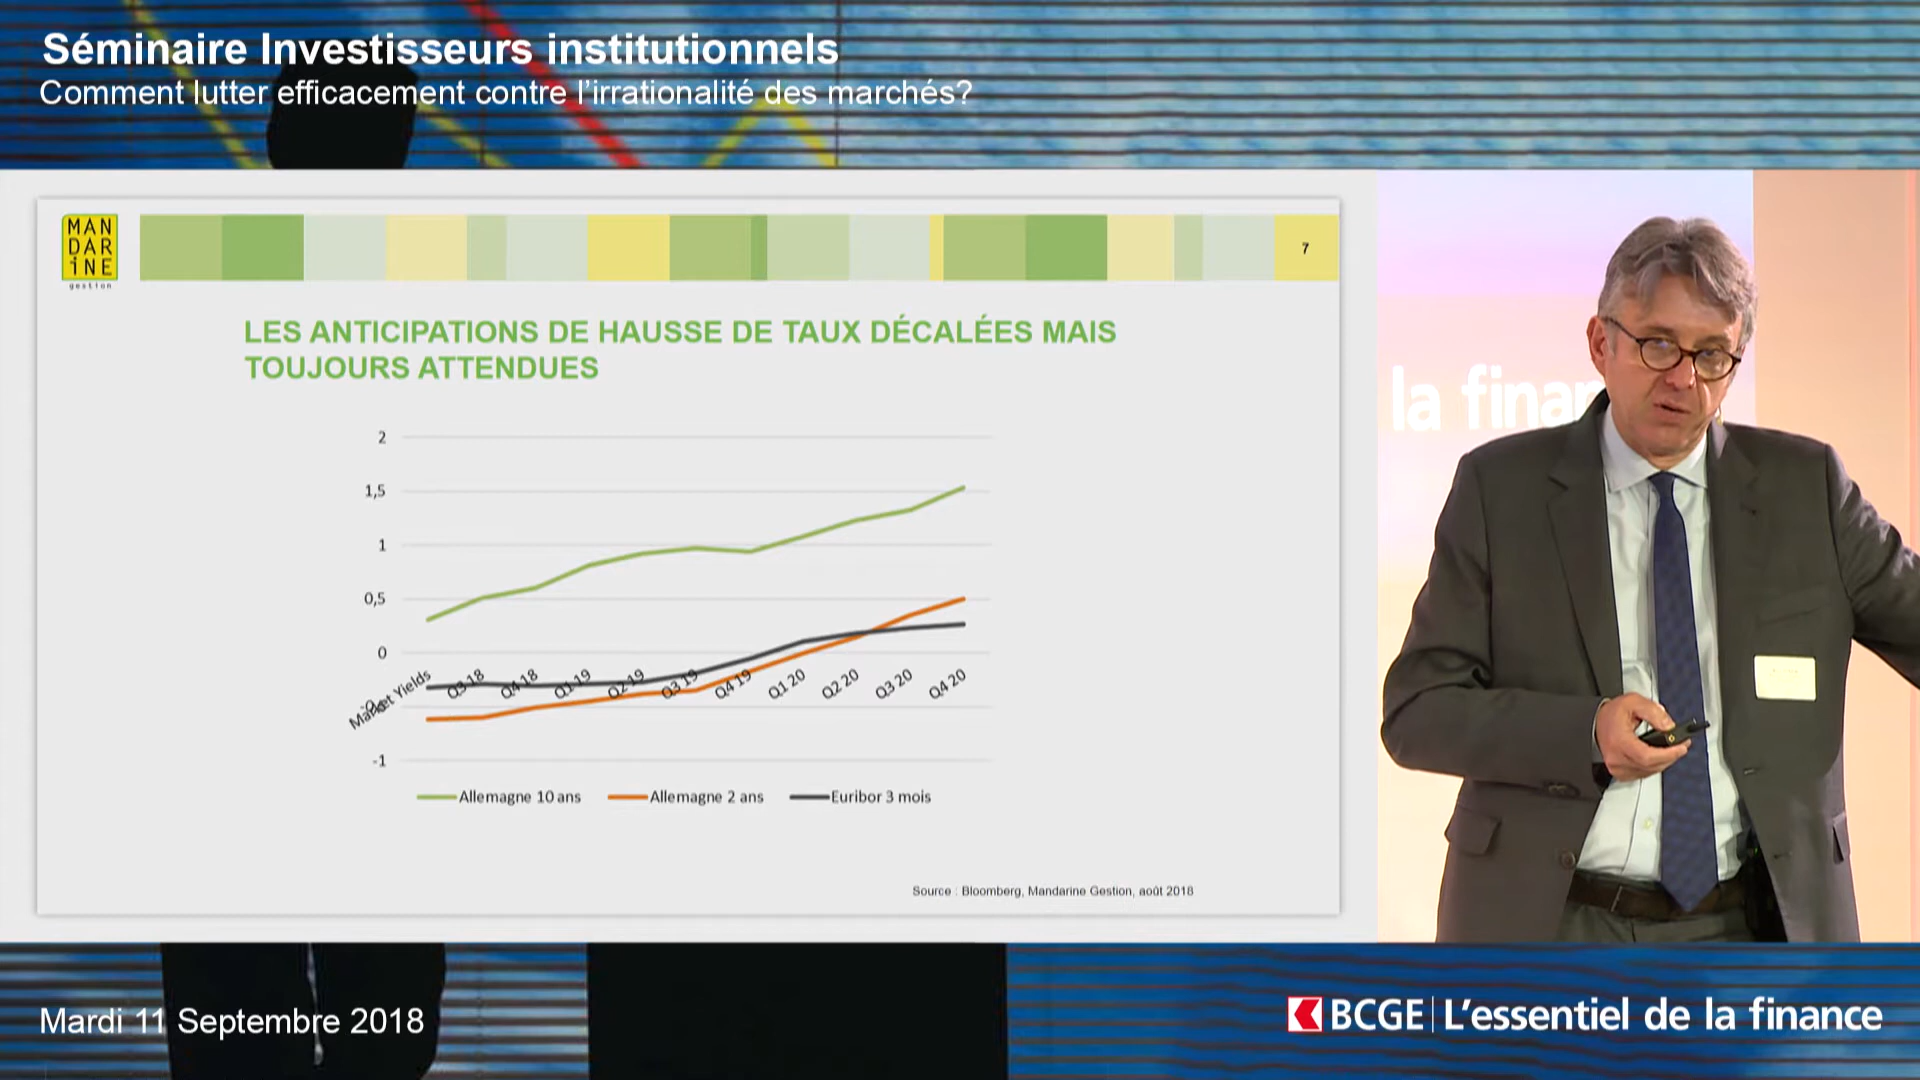 Séminaire Investisseurs institutionnels
Comment lutter efficacement contre l'irrationalité des marchés?
MAN
DAR
iNE
gestion
7
LES ANTICIPATIONS DE HAUSSE DE TAUX DÉCALÉES MAIS
TOUJOURS ATTENDUES
2
1,5
1
0,5
0
-1
Market Yields
Q3 18
Q4 18
Q1 19
Q2 19
Q3 19
Q4 19
Q1 20
Q2 20
Q3 20
Q4 20
Allemagne 10 ans
Allemagne 2 ans
Euribor 3 mois
Source : Bloomberg, Mandarine Gestion, août 2018
la finan
Mardi 11 Septembre 2018
BCGE | L'essentiel de la finance